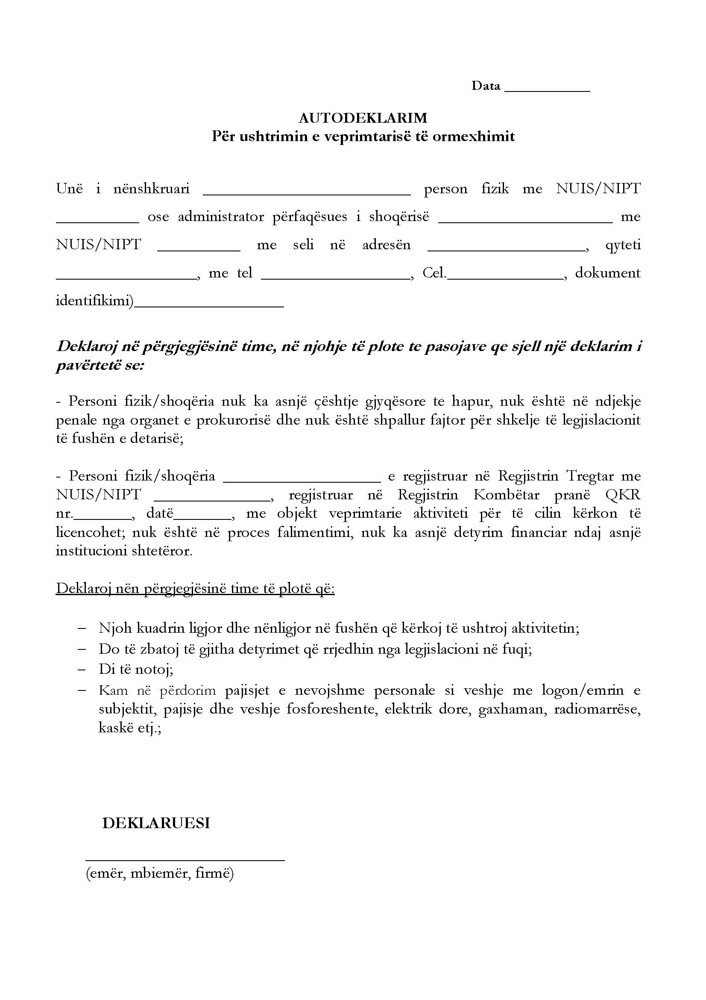 Data ____________
AUTODEKLARIM
Për ushtrimin e veprimtarisë të ormexhimit
Unë i nënshkruari _________________________ person fizik me NUIS/NIPT
__________ ose administrator përfaqësues i shoqërisë _____________________ me
NUIS/NIPT __________ me seli në adresën ___________________, qyteti
_________________, me tel __________________, Cel.______________, dokument
identifikimi)__________________
Deklaroj në përgjegjësinë time, në njohje të plote te pasojave qe sjell një deklarim i
pavërtetë se:
- Personi fizik/shoqëria nuk ka asnjë çështje gjyqësore te hapur, nuk është në ndjekje
penale nga organet e prokurorisë dhe nuk është shpallur fajtor për shkelje të legjislacionit
të fushën e detarisë;
- Personi fizik/shoqëria ___________________ e regjistruar në Regjistrin Tregtar me
NUIS/NIPT ______________, regjistruar në Regjistrin Kombëtar pranë QKR
nr._______, datë_______, me objekt veprimtarie aktiviteti për të cilin kërkon të
licencohet; nuk është në proces falimentimi, nuk ka asnjë detyrim financiar ndaj asnjë
institucioni shtetëror.
Deklaroj nën përgjegjësinë time të plotë që:
– Njoh kuadrin ligjor dhe nënligjor në fushën që kërkoj të ushtroj aktivitetin;
– Do të zbatoj të gjitha detyrimet që rrjedhin nga legjislacioni në fuqi;
– Di të notoj;
– Kam në përdorim pajisjet e nevojshme personale si veshje me logon/emrin e
subjektit, pajisje dhe veshje fosforeshente, elektrik dore, gaxhaman, radiomarrëse,
kaskë etj.;
DEKLARUESI
________________________
(emër, mbiemër, firmë)